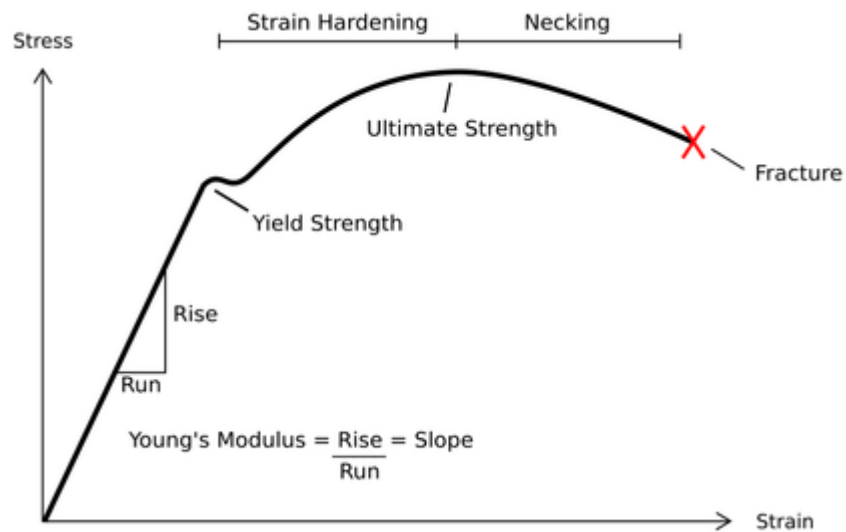 Strain Hardening
Necking
Stress
Ultimate Strength
Fracture
Yield Strength
Rise
Run
Young's Modulus = Rise = Slope
Run
Strain